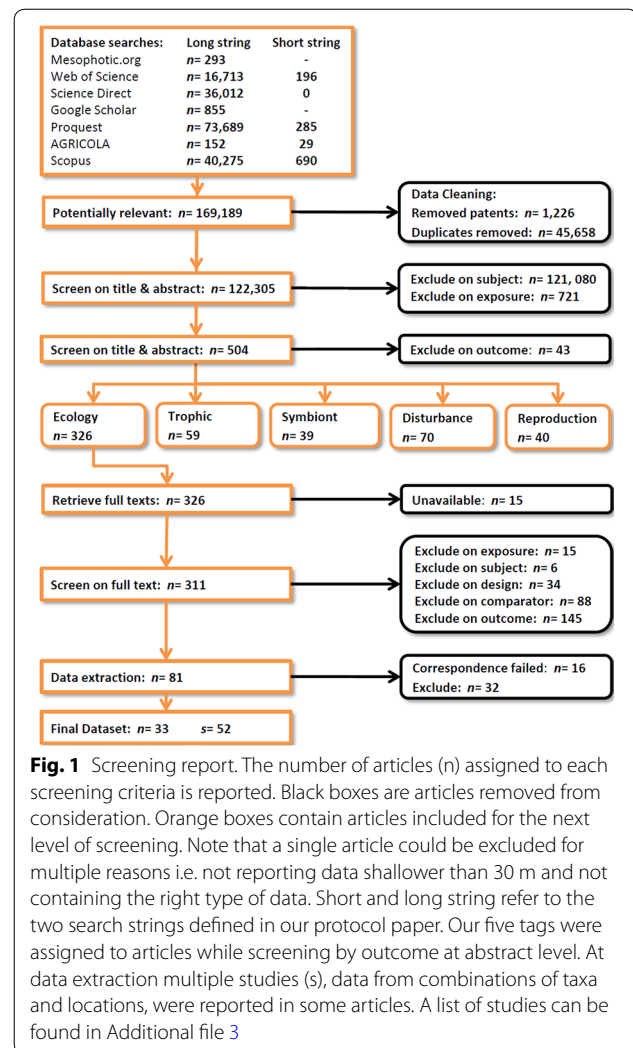 Database searches: Long string Short string
Mesophotic.org n= 293 -
Web of Science n= 16,713 196
Science Direct n= 36,012 0
Google Scholar n= 855 -
Proquest n= 73,689 285
AGRICOLA n= 152 29
Scopus n= 40,275 690
Potentially relevant: n= 169,189
Data Cleaning:
Removed patents: n= 1,226
Duplicates removed: n= 45,658
Screen on title & abstract: n= 122,305
Exclude on subject: n= 121, 080
Exclude on exposure: n= 721
Screen on title & abstract: n= 504
Exclude on outcome: n= 43
Ecology
n= 326
Trophic
n= 59
Symbiont
n= 39
Disturbance
n= 70
Reproduction
n= 40
Retrieve full texts: n= 326
Unavailable: n= 15
Screen on full text: n= 311
Exclude on exposure: n= 15
Exclude on subject: n= 6
Exclude on design: n= 34
Exclude on comparator: n= 88
Exclude on outcome: n= 145
Data extraction: n= 81
Correspondence failed: n= 16
Exclude: n= 32
Final Dataset: n= 33 s= 52
Fig. 1 Screening report. The number of articles (n) assigned to each
screening criteria is reported. Black boxes are articles removed from
consideration. Orange boxes contain articles included for the next
level of screening. Note that a single article could be excluded for
multiple reasons i.e. not reporting data shallower than 30 m and not
containing the right type of data. Short and long string refer to the
two search strings defined in our protocol paper. Our five tags were
assigned to articles while screening by outcome at abstract level. At
data extraction multiple studies (s), data from combinations of taxa
and locations, were reported in some articles. A list of studies can be
found in Additional file 3